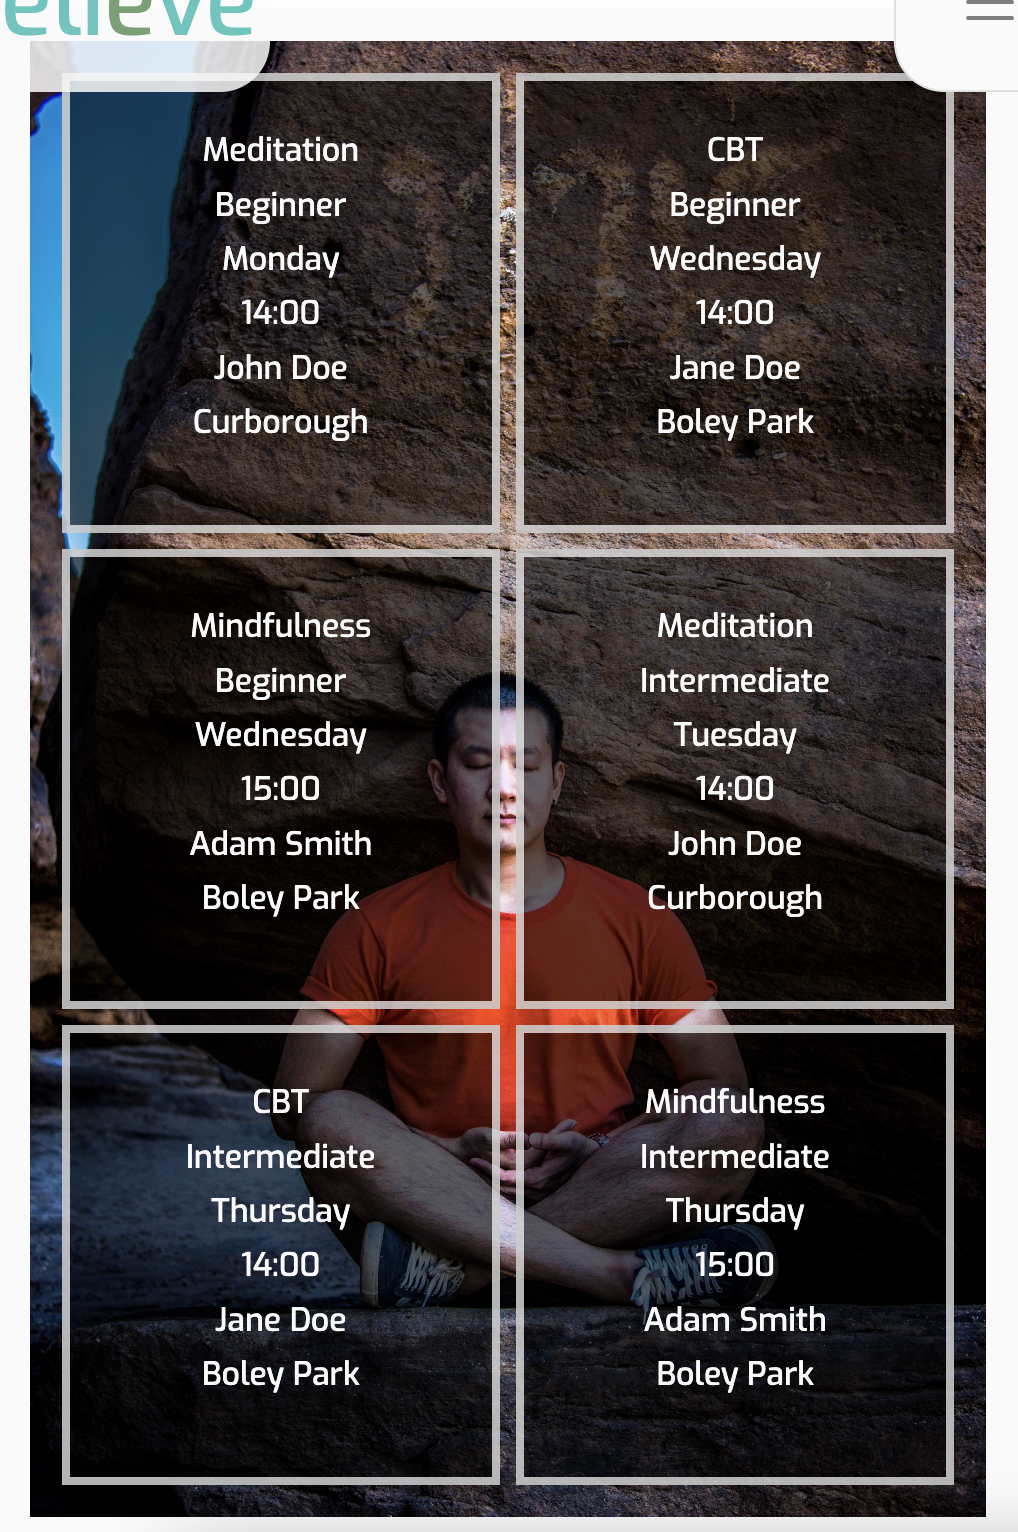 elieve
Meditation
Beginner
Monday
14:00
John Doe
Curborough
CBT
Beginner
Wednesday
14:00
Jane Doe
Boley Park
Mindfulness
Beginner
Wednesday
15:00
Adam Smith
Boley Park
Meditation
Intermediate
Tuesday
14:00
John Doe
Curborough
CBT
Intermediate
Thursday
14:00
Jane Doe
Boley Park
Mindfulness
Intermediate
Thursday
15:00
Adam Smith
Boley Park